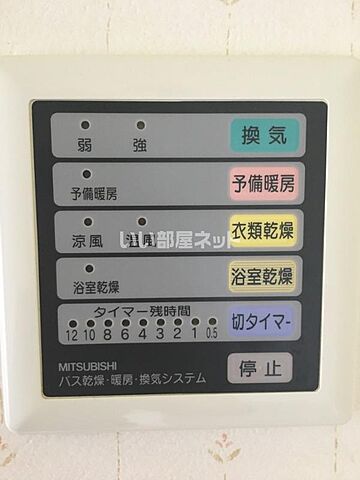 弱 強 換気
予備暖房 予備暖房
涼風 温風 衣類乾燥
いい部屋ネット
浴室乾燥 浴室乾燥
タイマー残時間
12 10 8 6 4 3 2 1 0.5 切タイマー
MITSUBISHI
バス乾燥・暖房・換気システム 停止